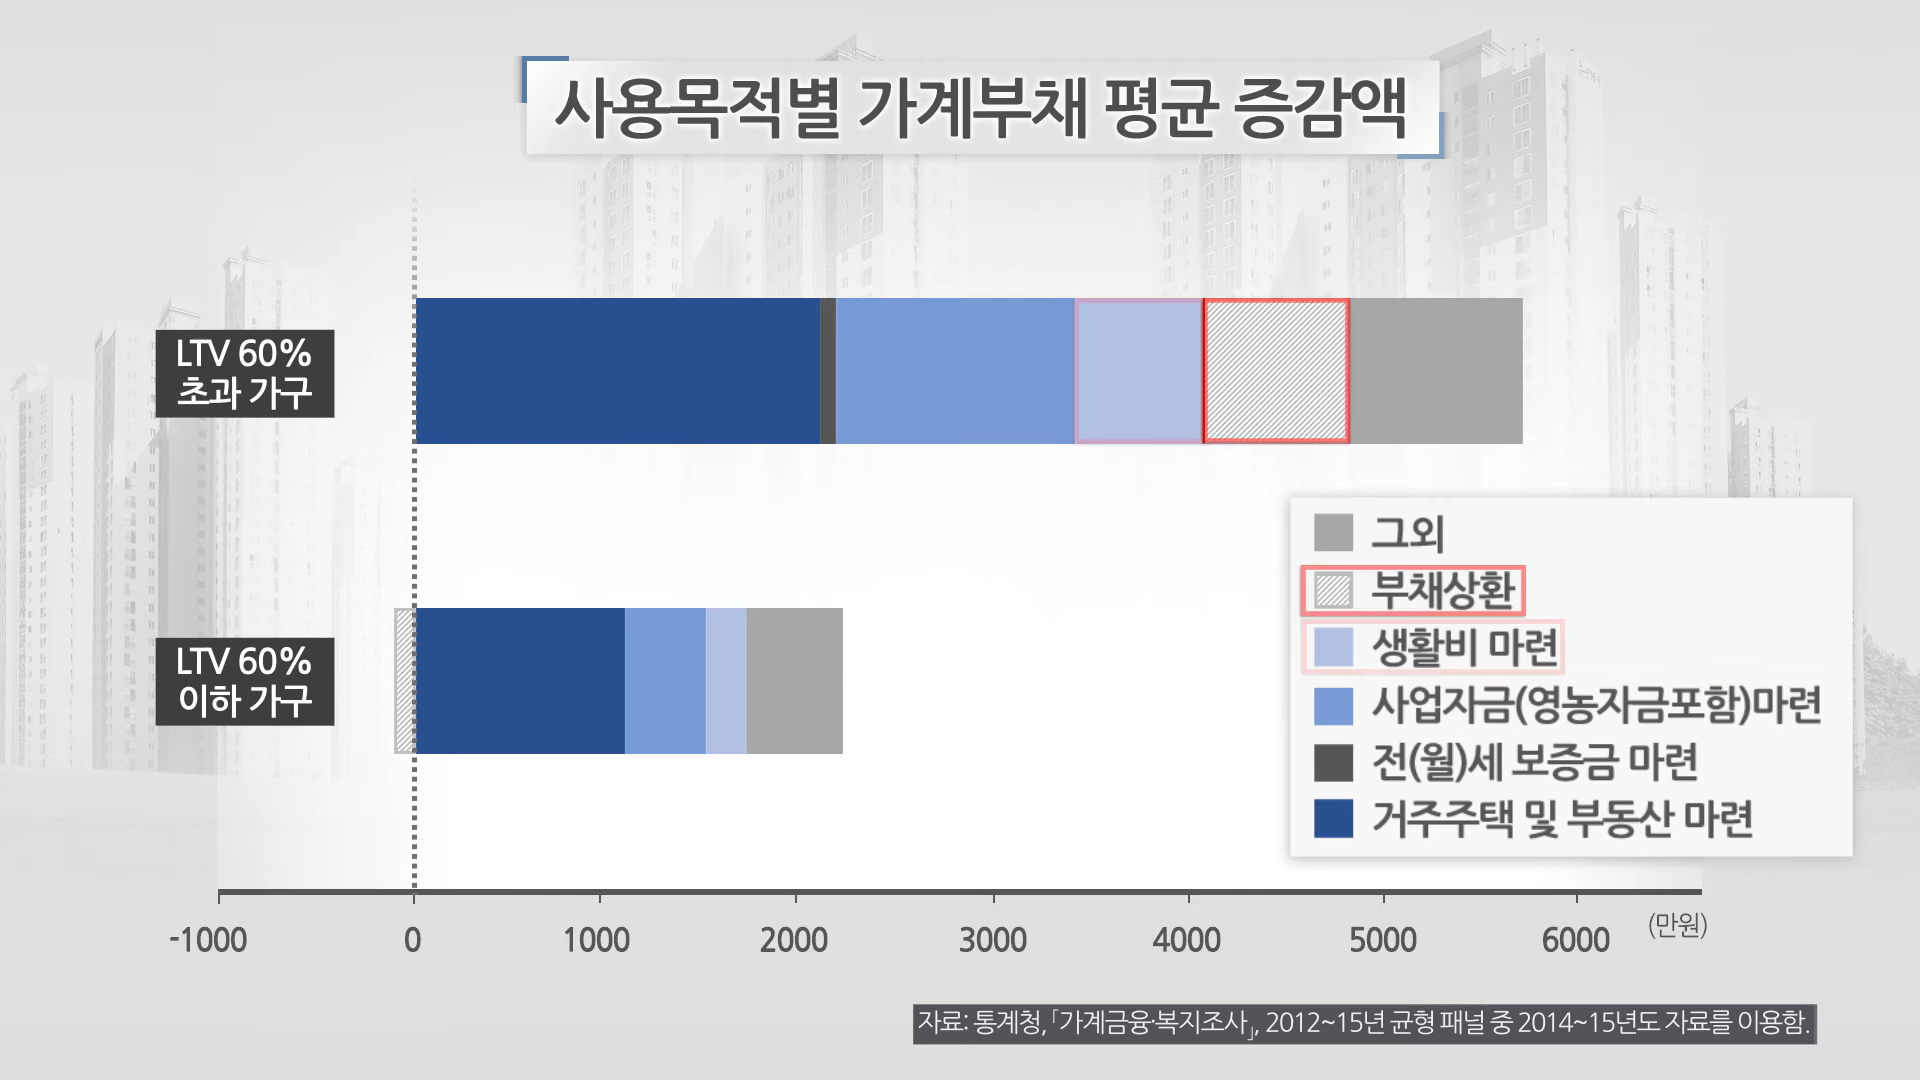 사용목적별 가계부채 평균 증감액
LTV 60%
초과 가구
LTV 60%
이하 가구
그외
부채상환
생활비 마련
사업자금(영농자금포함)마련
전(월)세 보증금 마련
거주주택 및 부동산 마련
-1000 0 1000 2000 3000 4000 5000 6000 (만원)
자료: 통계청, 「가계금융·복지조사」, 2012~15년 균형 패널 중 2014~15년도 자료를 이용함.